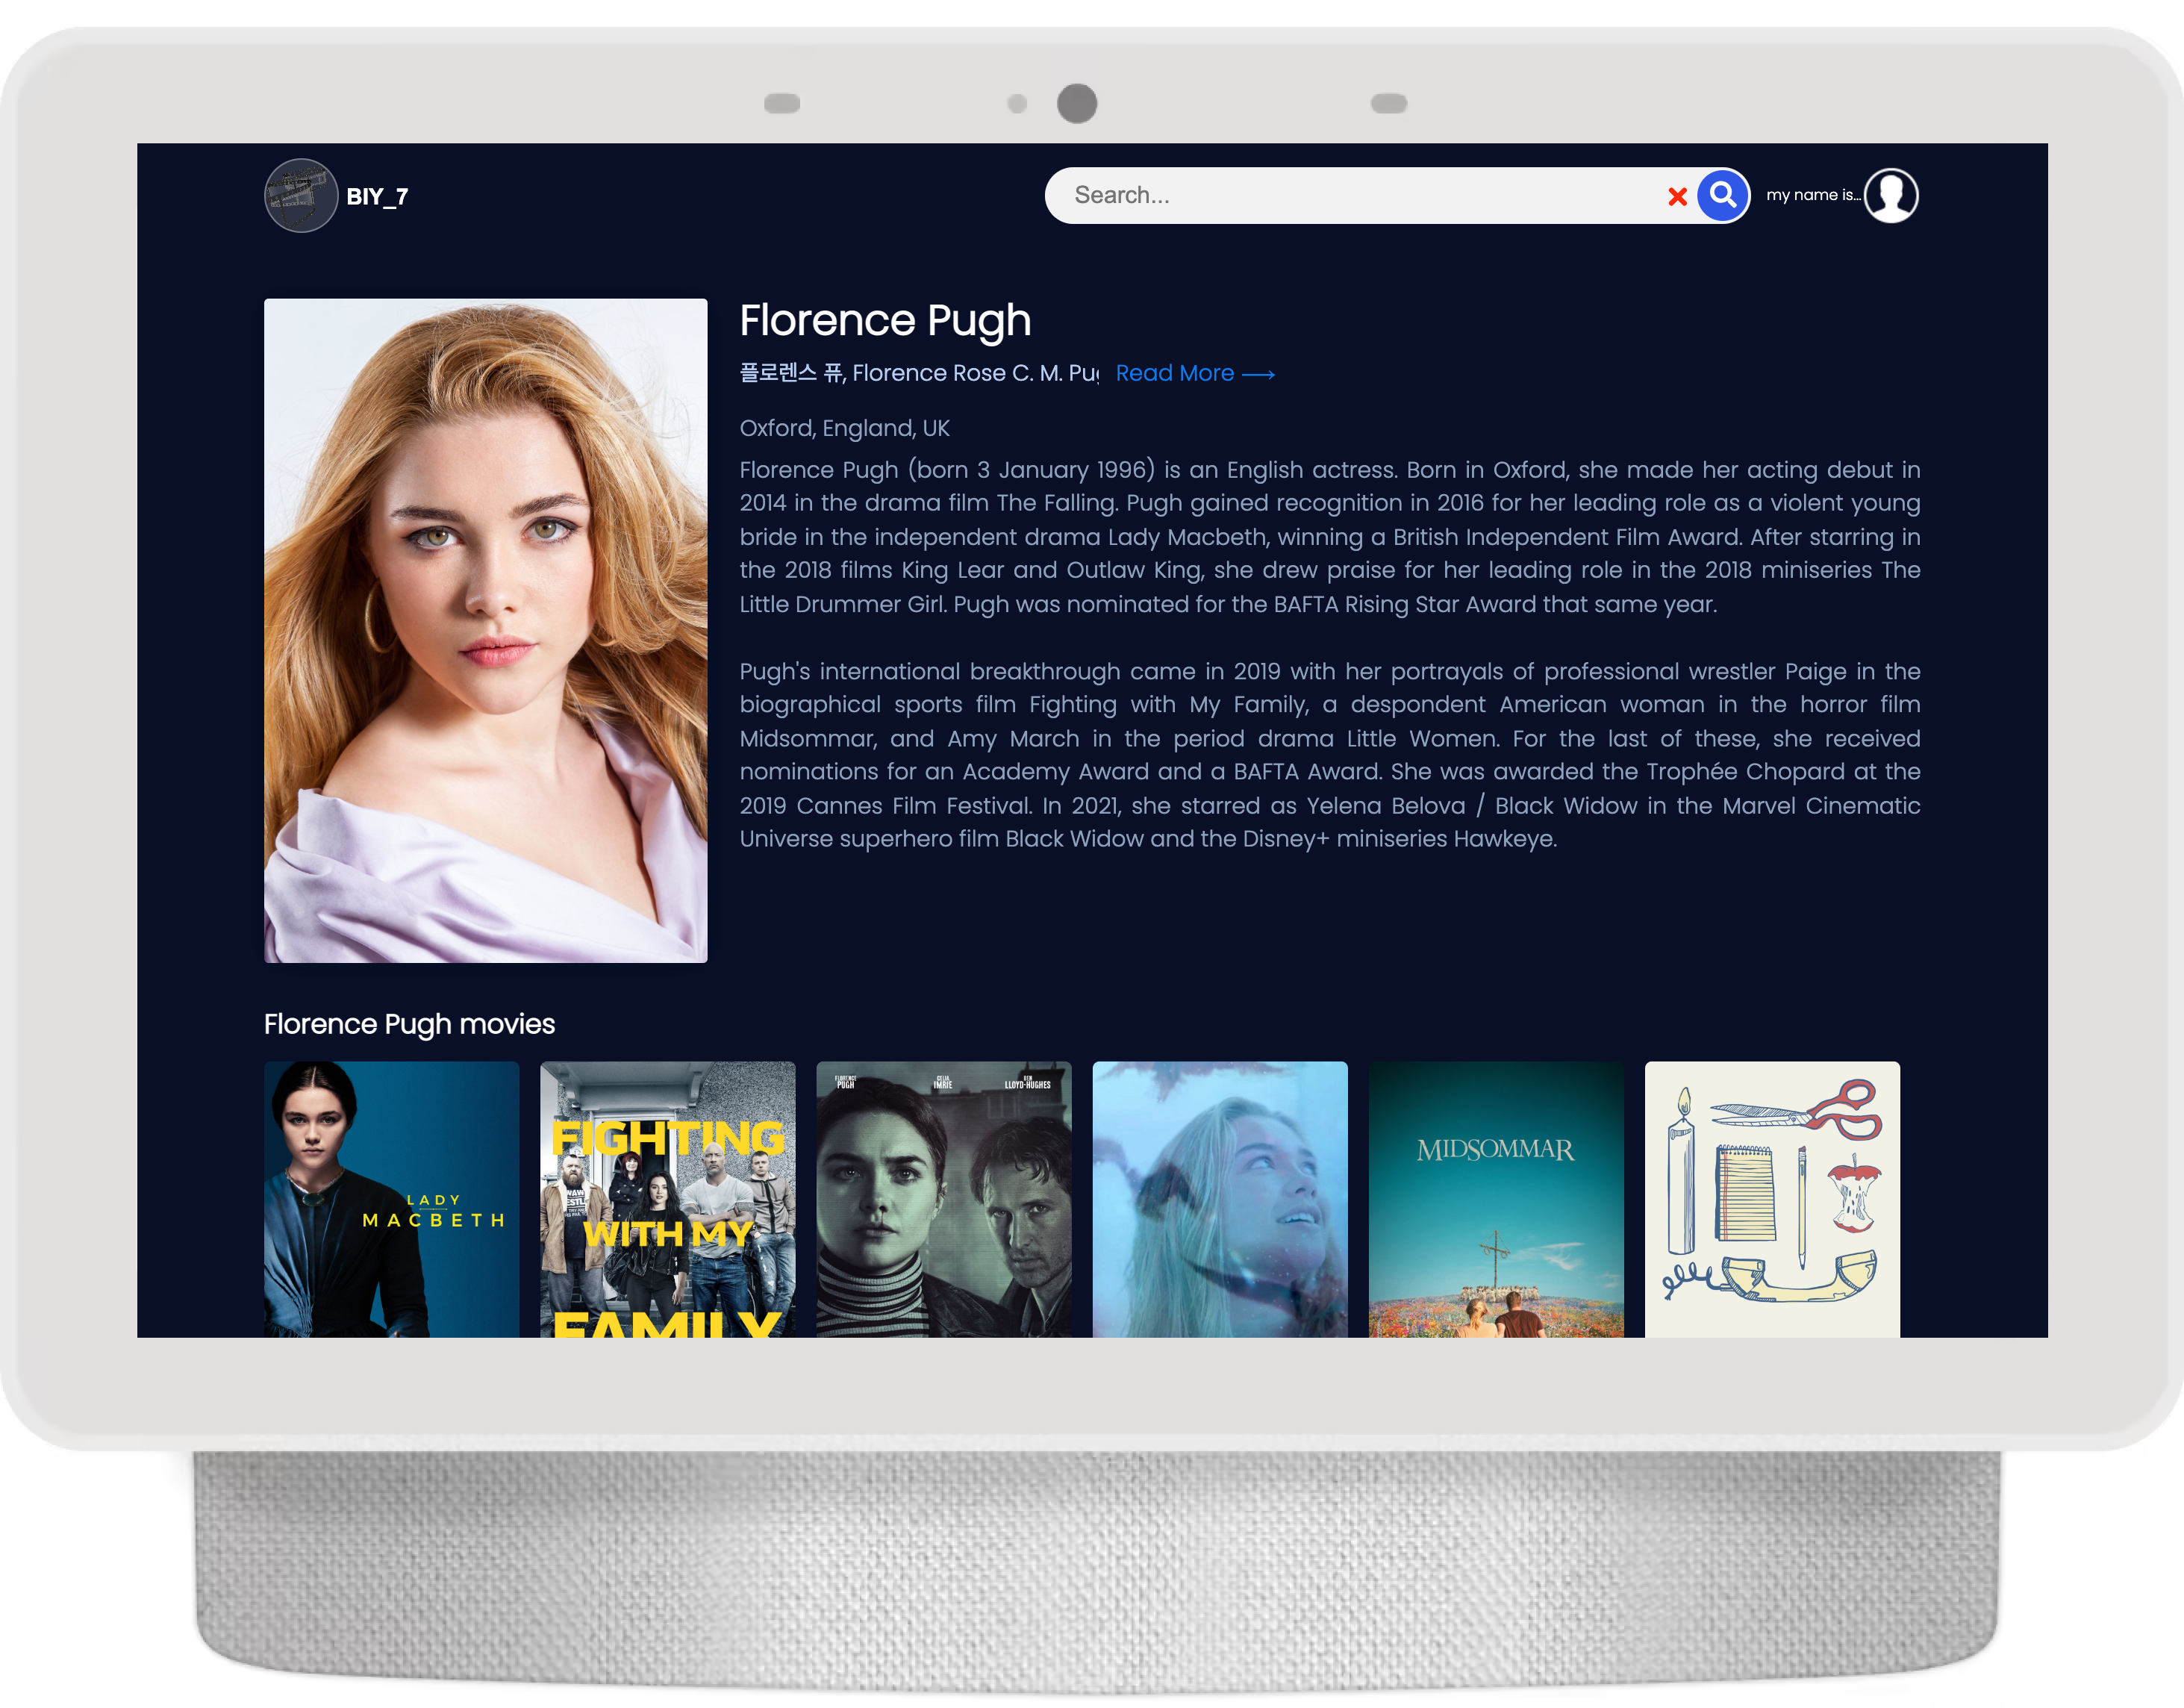 BIY_7
Search...
my name is...
Florence Pugh
플로렌스 퓨, Florence Rose C. M. Pug
Read More ⟶
Oxford, England, UK
Florence Pugh (born 3 January 1996) is an English actress. Born in Oxford, she made her acting debut in
2014 in the drama film The Falling. Pugh gained recognition in 2016 for her leading role as a violent young
bride in the independent drama Lady Macbeth, winning a British Independent Film Award. After starring in
the 2018 films King Lear and Outlaw King, she drew praise for her leading role in the 2018 miniseries The
Little Drummer Girl. Pugh was nominated for the BAFTA Rising Star Award that same year.
Pugh's international breakthrough came in 2019 with her portrayals of professional wrestler Paige in the
biographical sports film Fighting with My Family, a despondent American woman in the horror film
Midsommar, and Amy March in the period drama Little Women. For the last of these, she received
nominations for an Academy Award and a BAFTA Award. She was awarded the Trophée Chopard at the
2019 Cannes Film Festival. In 2021, she starred as Yelena Belova / Black Widow in the Marvel Cinematic
Universe superhero film Black Widow and the Disney+ miniseries Hawkeye.
Florence Pugh movies
LADY
MACBETH
FIGHTING
WITH MY
FAMILY
FLORENCE
PUGH
CELIA
IMRIE
BEN
LLOYD-HUGHES
MIDSOMMAR